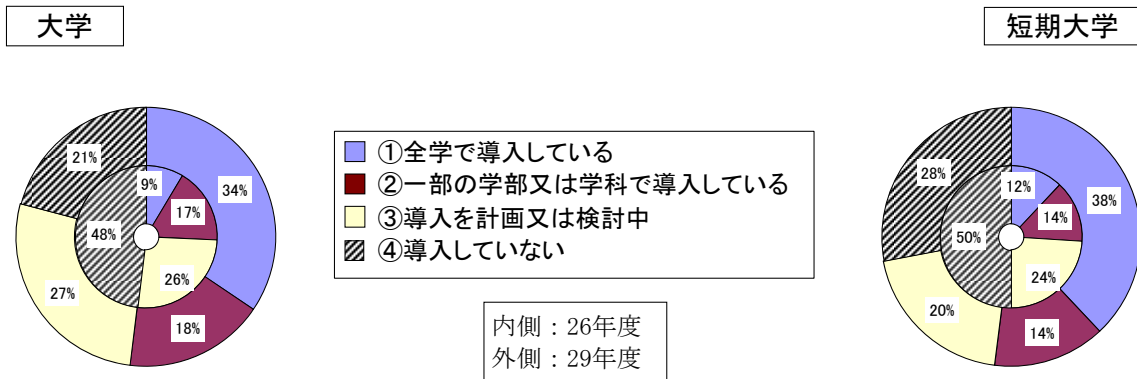 大学
短期大学
21%
9%
34%
17%
48%
26%
27%
18%
①全学で導入している
②一部の学部又は学科で導入している
③導入を計画又は検討中
④導入していない
内側：26年度
外側：29年度
28%
12%
38%
14%
50%
24%
20%
14%